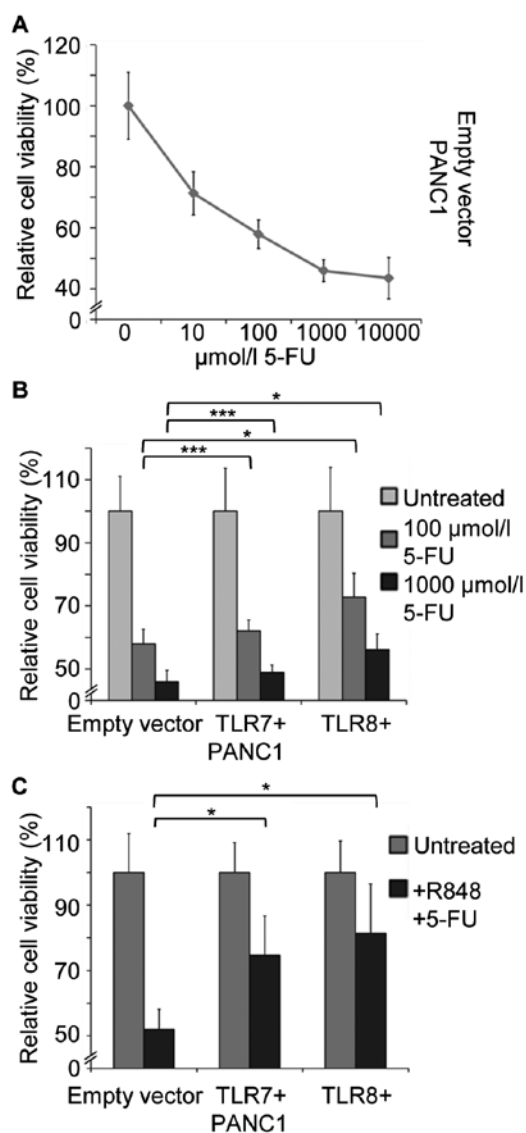 A
Relative cell viability (%)
120
100
80
60
40
0
0 10 100 1000 10000
µmol/l 5-FU
Empty vector
PANC1
B
*
***
*
***
Relative cell viability (%)
110
90
70
50
0
Untreated
100 µmol/l
5-FU
1000 µmol/l
5-FU
Empty vector TLR7+ TLR8+
PANC1
C
*
*
Relative cell viability (%)
110
90
70
50
0
Untreated
+R848
+5-FU
Empty vector TLR7+ TLR8+
PANC1